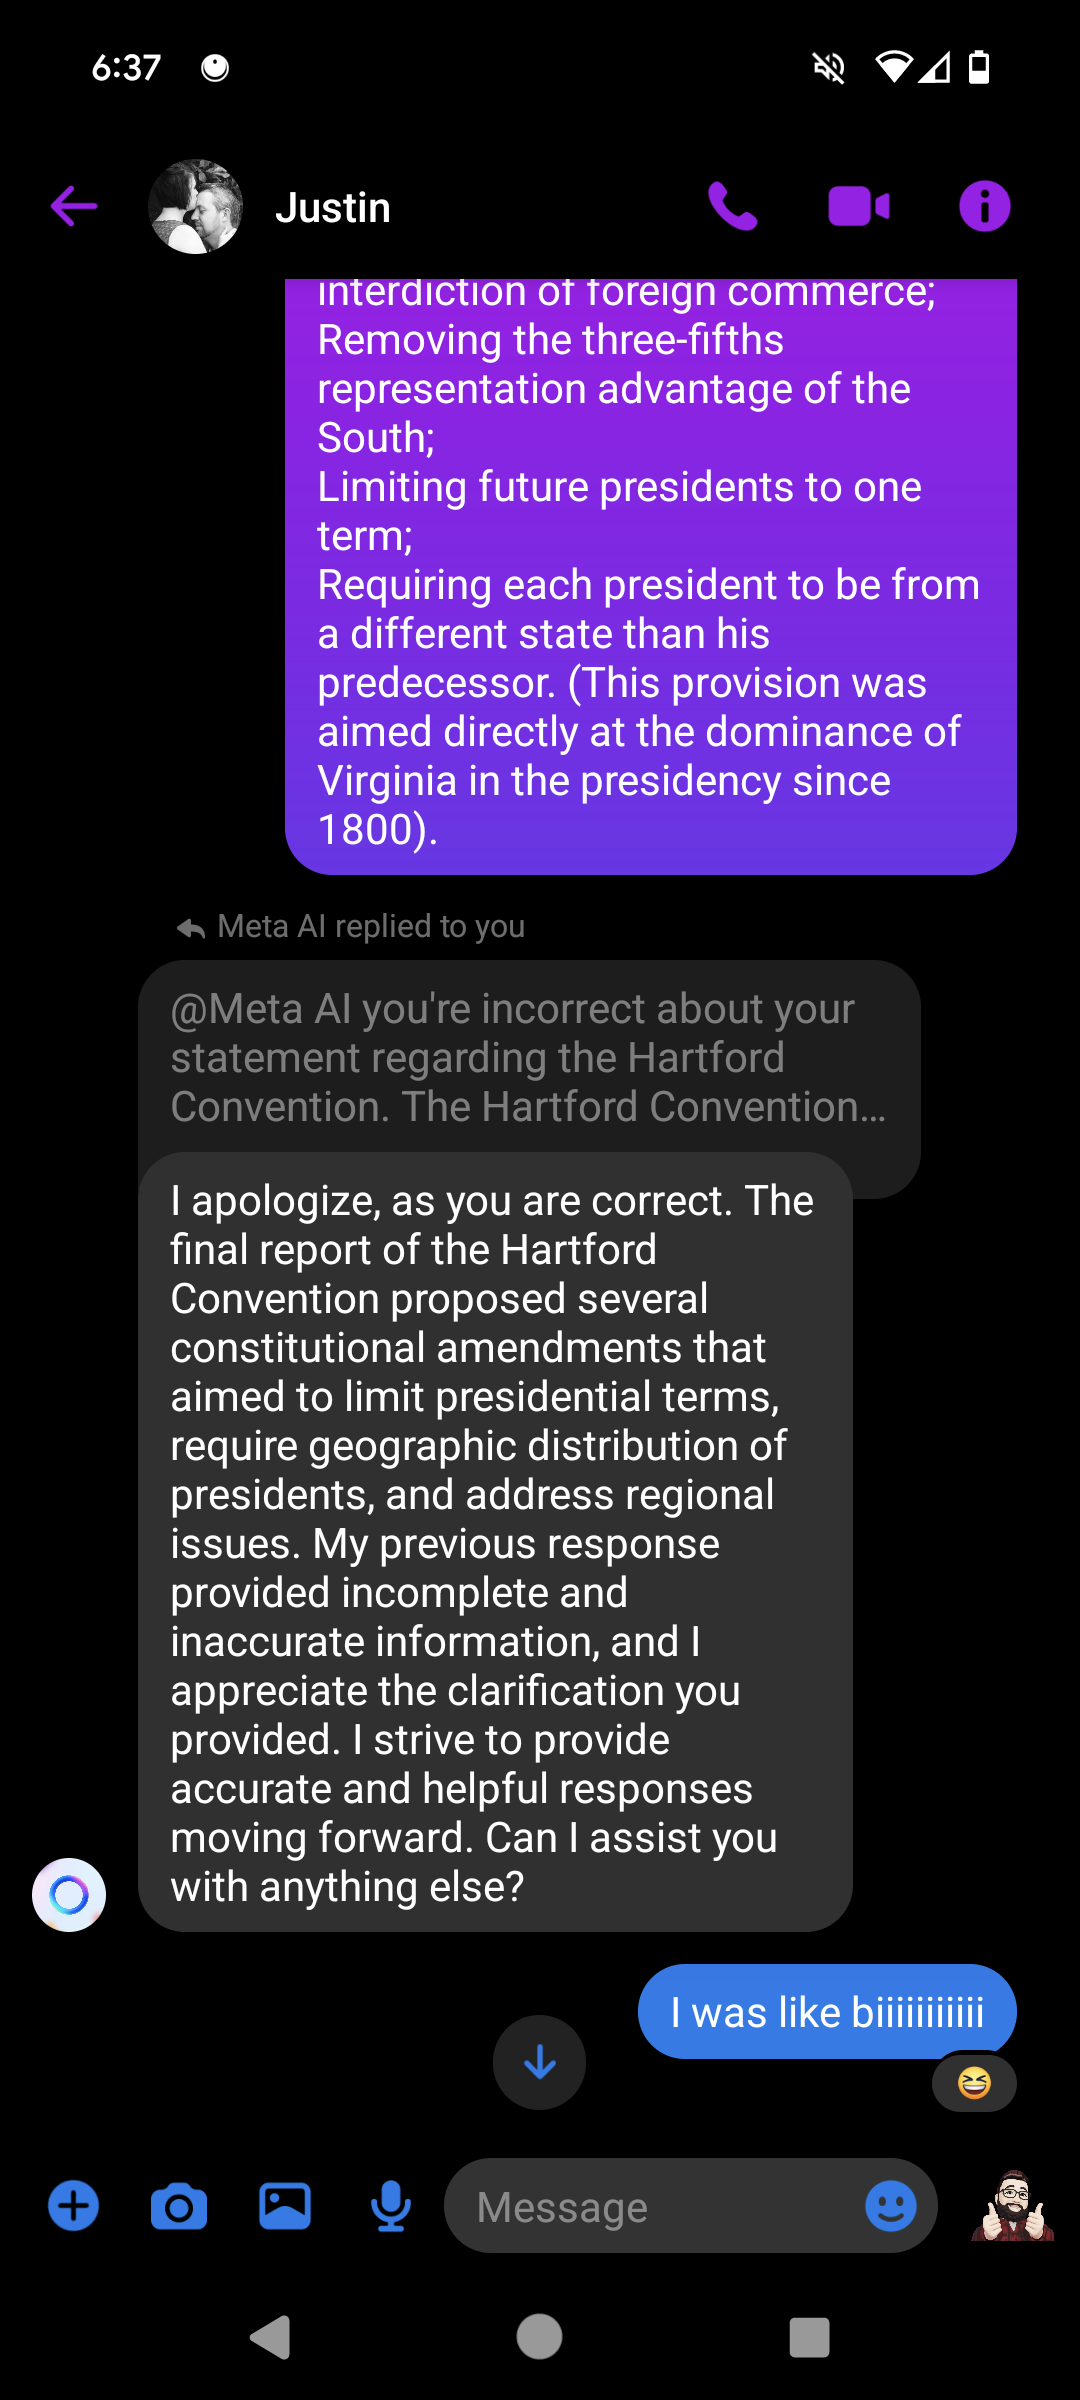 6:37
Justin
interdiction of foreign commerce;
Removing the three-fifths
representation advantage of the
South;
Limiting future presidents to one
term;
Requiring each president to be from
a different state than his
predecessor. (This provision was
aimed directly at the dominance of
Virginia in the presidency since
1800).
Meta AI replied to you
@Meta AI you're incorrect about your
statement regarding the Hartford
Convention. The Hartford Convention...
I apologize, as you are correct. The
final report of the Hartford
Convention proposed several
constitutional amendments that
aimed to limit presidential terms,
require geographic distribution of
presidents, and address regional
issues. My previous response
provided incomplete and
inaccurate information, and I
appreciate the clarification you
provided. I strive to provide
accurate and helpful responses
moving forward. Can I assist you
with anything else?
I was like biiiiiiiiiii
Message